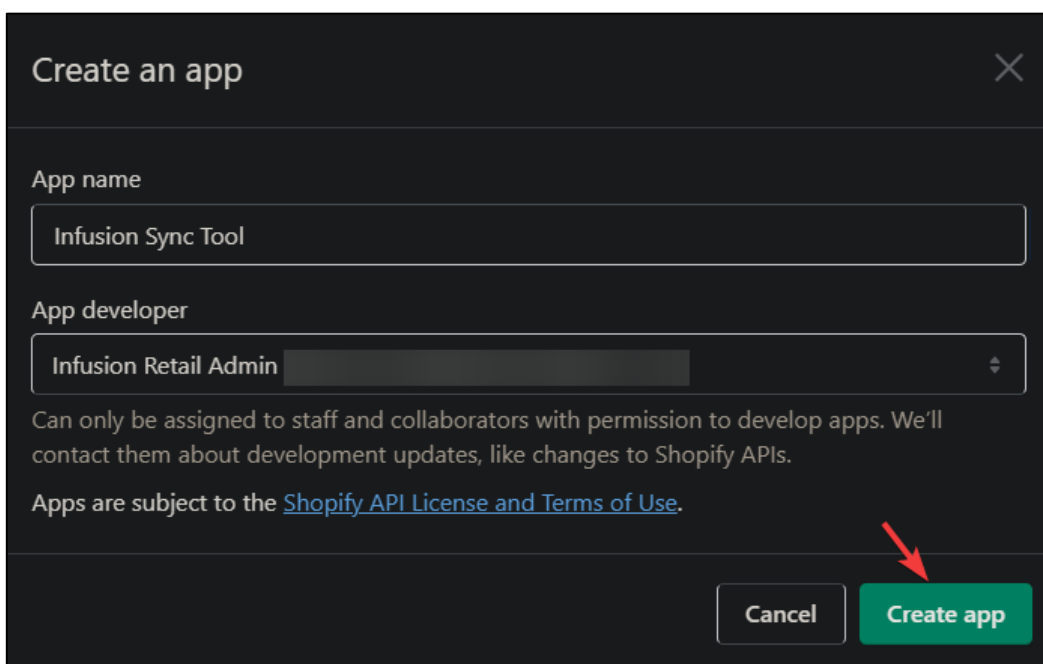 Create an app
App name
Infusion Sync Tool
App developer
Infusion Retail Admin
Can only be assigned to staff and collaborators with permission to develop apps. We’ll
contact them about development updates, like changes to Shopify APIs.
Apps are subject to the Shopify API License and Terms of Use.
Cancel
Create app